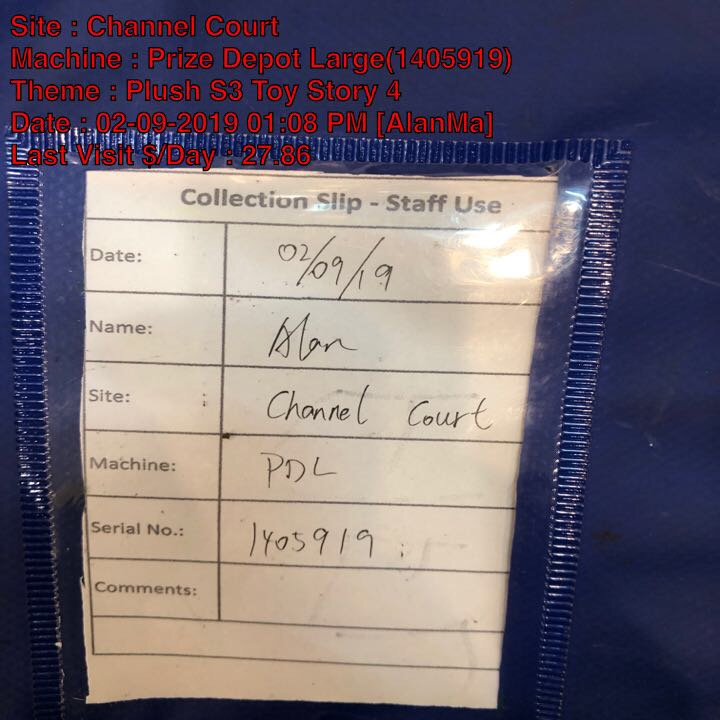 Site : Channel Court
Machine : Prize Depot Large(1405919)
Theme : Plush S3 Toy Story 4
Date : 02-09-2019 01:08 PM [AlanMa]
Last Visit $/Day : 27.86
Collection Slip - Staff Use
Date: 02/09/19
Name: Alan
Site: Channel Court
Machine: PDL
Serial No.: 1405919
Comments: